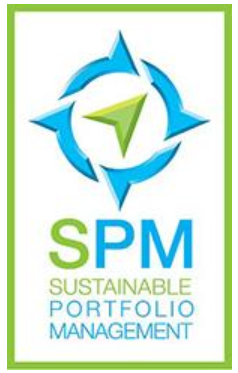 SPM
SUSTAINABLE
PORTFOLIO
MANAGEMENT